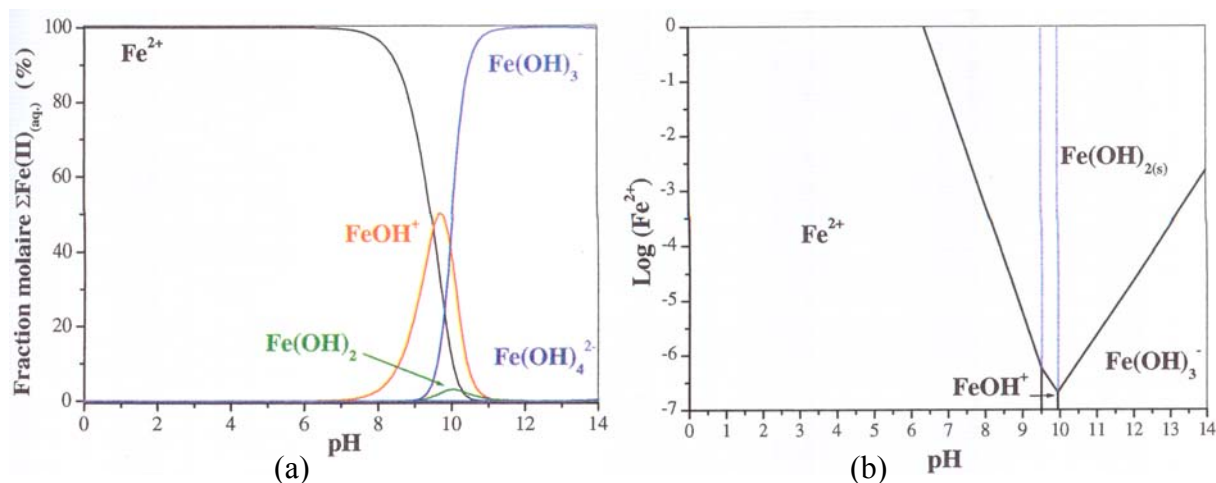 Fraction molaire ΣFe(II)(aq.) (%)
100
80
60
40
20
0
Fe2+
Fe(OH)3-
FeOH+
Fe(OH)2
Fe(OH)42-
0 2 4 6 8 10 12 14
pH
(a)
Log (Fe2+)
0
-1
-2
-3
-4
-5
-6
-7
Fe(OH)2(s)
Fe2+
FeOH+
Fe(OH)3-
0 1 2 3 4 5 6 7 8 9 10 11 12 13 14
pH
(b)